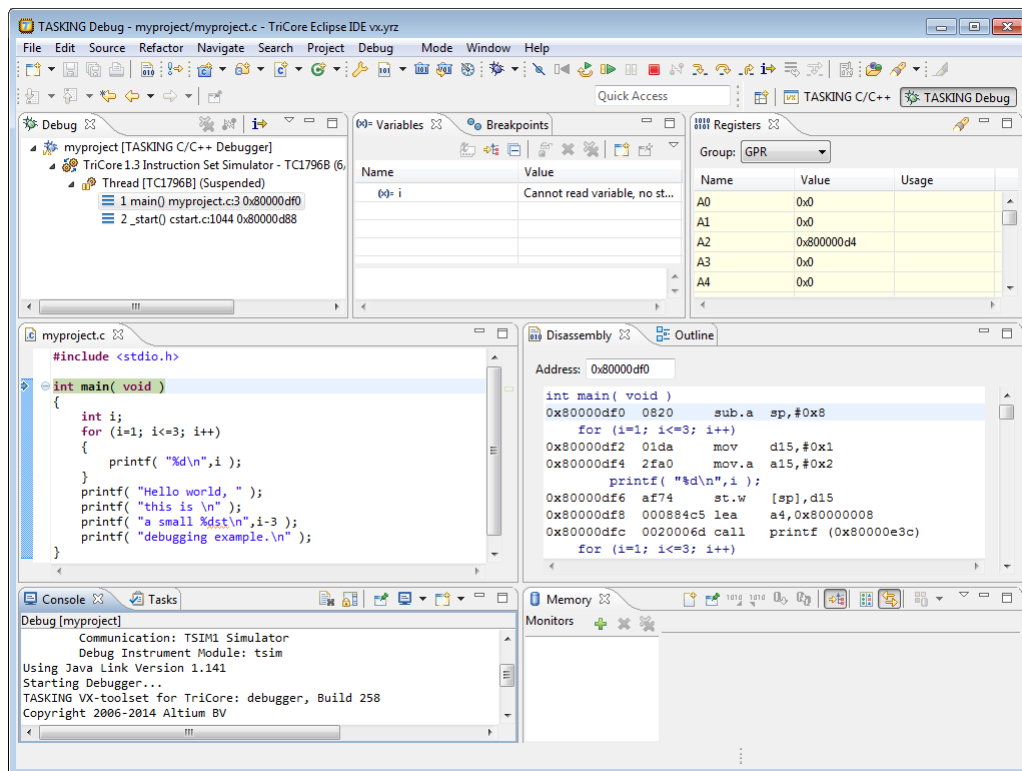 TASKING Debug - myproject/myproject.c - TriCore Eclipse IDE vx.yrz
File Edit Source Refactor Navigate Search Project Debug Mode Window Help
Quick Access
TASKING C/C++
TASKING Debug
Debug
myproject [TASKING C/C++ Debugger]
TriCore 1.3 Instruction Set Simulator - TC1796B (6/
Thread [TC1796B] (Suspended)
1 main() myproject.c:3 0x80000df0
2 _start() cstart.c:1044 0x80000d88
(x)= Variables
Breakpoints
Name Value
(x)= i Cannot read variable, no st...
Registers
Group: GPR
Name Value Usage
A0 0x0
A1 0x0
A2 0x800000d4
A3 0x0
A4 0x0
myproject.c
#include <stdio.h>
int main( void )
{
int i;
for (i=1; i<=3; i++)
{
printf( "%d\n",i );
}
printf( "Hello world, " );
printf( "this is \n" );
printf( "a small %dst\n",i-3 );
printf( "debugging example.\n" );
}
Disassembly
Outline
Address: 0x80000df0
int main( void )
0x80000df0 0820 sub.a sp,#0x8
for (i=1; i<=3; i++)
0x80000df2 01da mov d15,#0x1
0x80000df4 2fa0 mov.a a15,#0x2
printf( "%d\n",i );
0x80000df6 af74 st.w [sp],d15
0x80000df8 000884c5 lea a4,0x80000008
0x80000dfc 0020006d call printf (0x80000e3c)
for (i=1; i<=3; i++)
Console
Tasks
Debug [myproject]
Communication: TSIM1 Simulator
Debug Instrument Module: tsim
Using Java Link Version 1.141
Starting Debugger...
TASKING VX-toolset for TriCore: debugger, Build 258
Copyright 2006-2014 Altium BV
Memory
Monitors